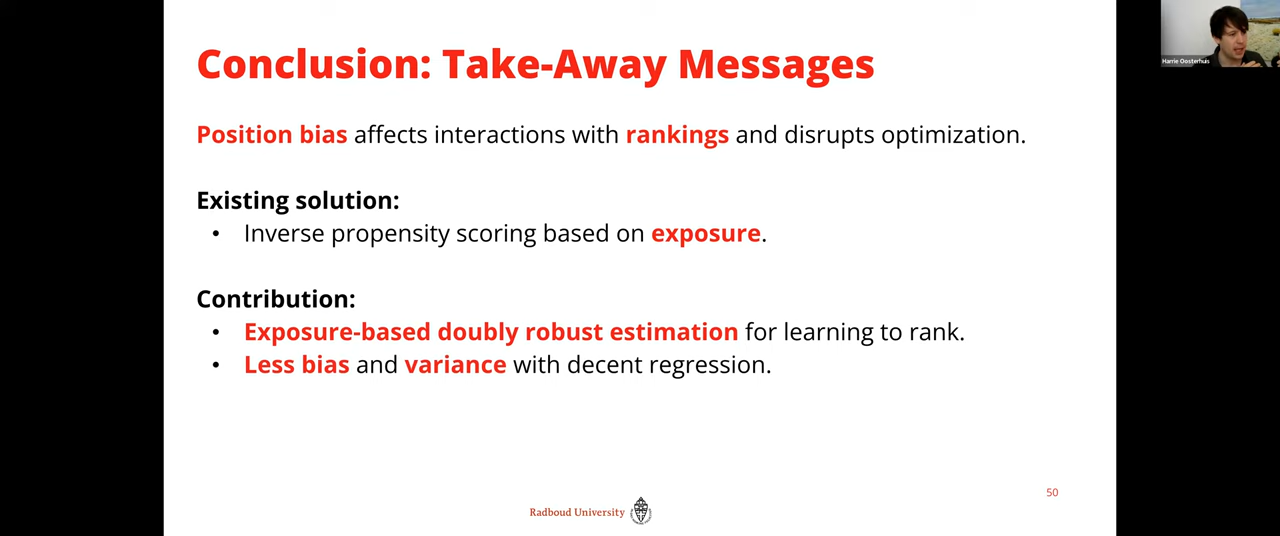 Conclusion: Take-Away Messages
Harrie Oosterhuis
Position bias affects interactions with rankings and disrupts optimization.
Existing solution:
• Inverse propensity scoring based on exposure.
Contribution:
• Exposure-based doubly robust estimation for learning to rank.
• Less bias and variance with decent regression.
50
Radboud University